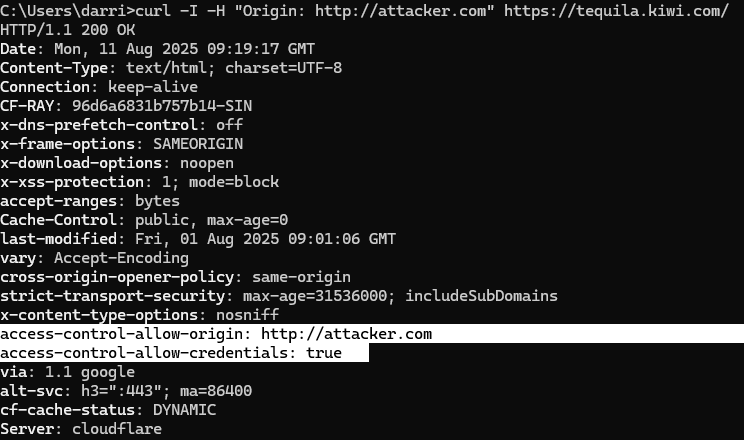 C:\Users\darri>curl -I -H "Origin: http://attacker.com" https://tequila.kiwi.com/
HTTP/1.1 200 OK
Date: Mon, 11 Aug 2025 09:19:17 GMT
Content-Type: text/html; charset=UTF-8
Connection: keep-alive
CF-RAY: 96d6a6831b757b14-SIN
x-dns-prefetch-control: off
x-frame-options: SAMEORIGIN
x-download-options: noopen
x-xss-protection: 1; mode=block
accept-ranges: bytes
Cache-Control: public, max-age=0
last-modified: Fri, 01 Aug 2025 09:01:06 GMT
vary: Accept-Encoding
cross-origin-opener-policy: same-origin
strict-transport-security: max-age=31536000; includeSubDomains
x-content-type-options: nosniff
access-control-allow-origin: http://attacker.com
access-control-allow-credentials: true
via: 1.1 google
alt-svc: h3=":443"; ma=86400
cf-cache-status: DYNAMIC
Server: cloudflare